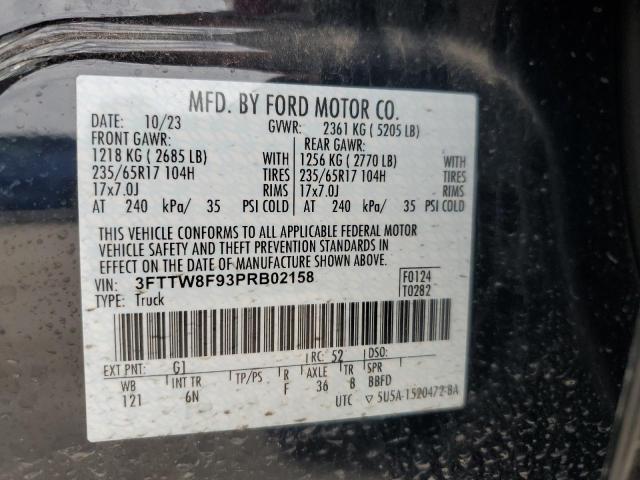 MFD. BY FORD MOTOR CO.
DATE: 10/23 GVWR: 2361 KG ( 5205 LB)
FRONT GAWR: REAR GAWR:
1218 KG ( 2685 LB) WITH 1256 KG ( 2770 LB) WITH
235/65R17 104H TIRES 235/65R17 104H TIRES
17x7.0J RIMS 17x7.0J RIMS
AT 240 kPa/ 35 PSI COLD AT 240 kPa/ 35 PSI COLD
THIS VEHICLE CONFORMS TO ALL APPLICABLE FEDERAL MOTOR
VEHICLE SAFETY AND THEFT PREVENTION STANDARDS IN
EFFECT ON THE DATE OF MANUFACTURE SHOWN ABOVE.
VIN: 3FTTW8F93PRB02158 F0124
TYPE: Truck T0282
EXT PNT: G1 RC: 52 DSO:
WB INT TR TP/PS R AXLE TR SPR
121 6N F 36 8 BBFD
UTC ▽ 5U5A-1520472-BA